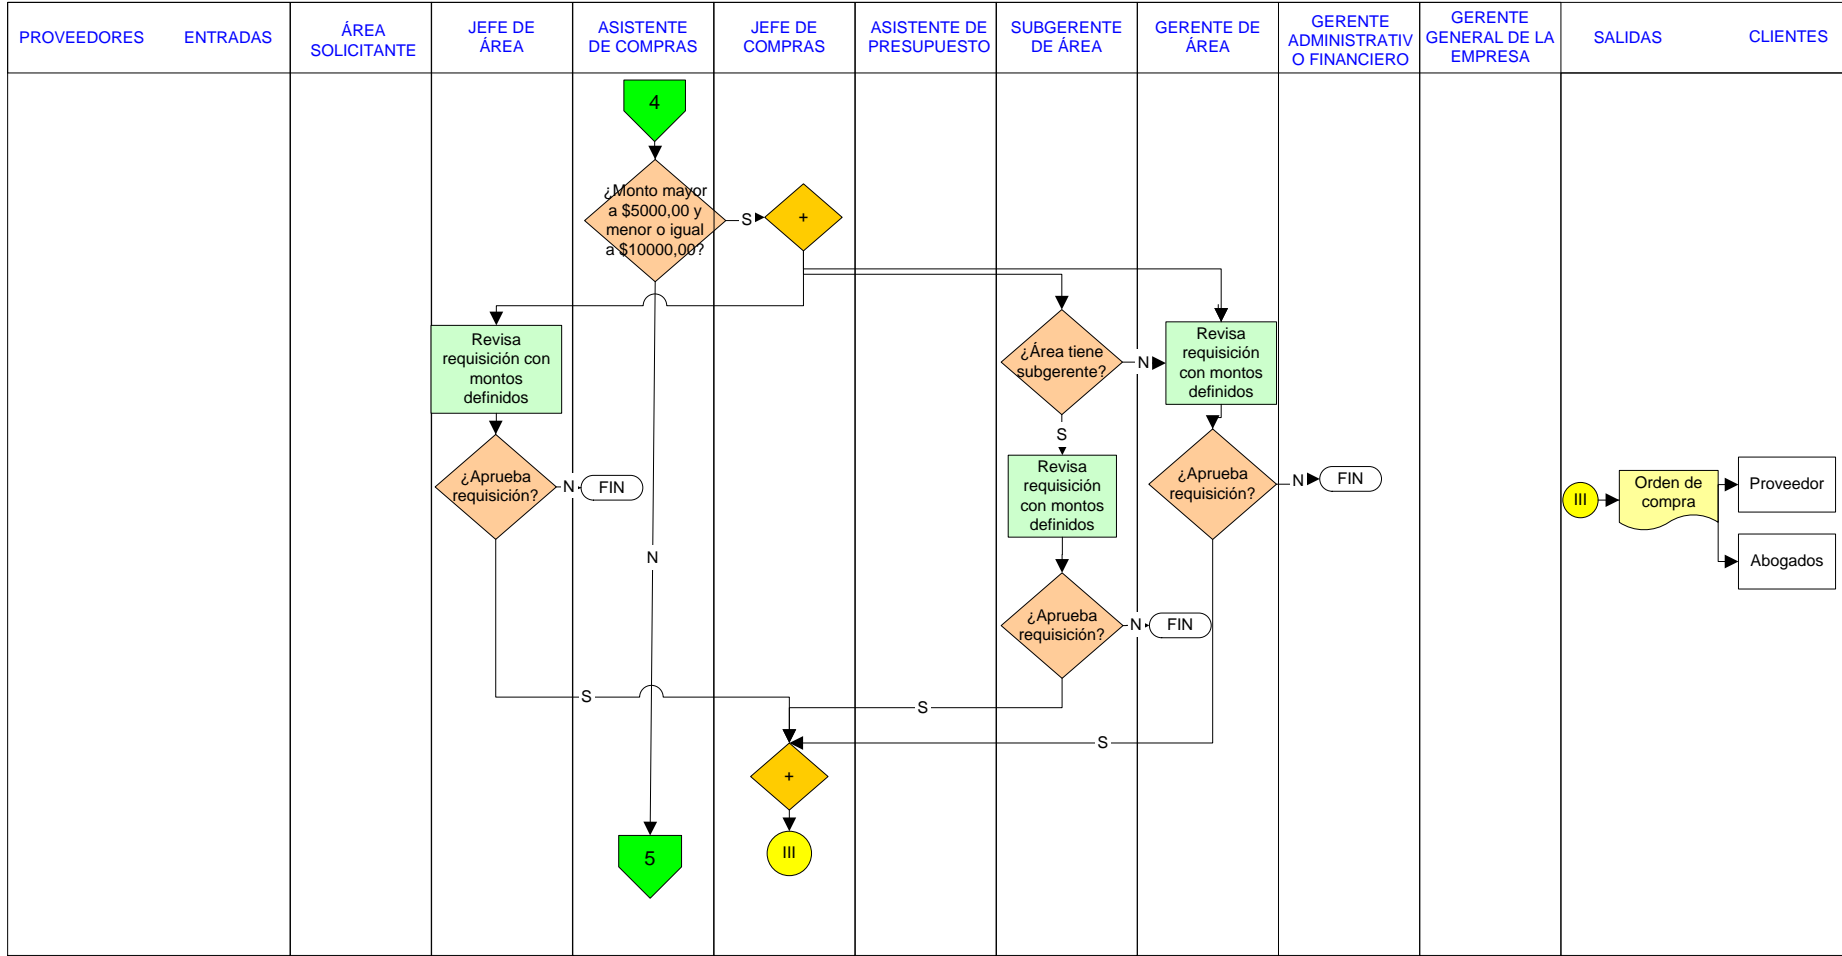 PROVEEDORES
ENTRADAS
ÁREA
SOLICITANTE
JEFE DE
ÁREA
ASISTENTE
DE COMPRAS
JEFE DE
COMPRAS
ASISTENTE DE
PRESUPUESTO
SUBGERENTE
DE ÁREA
GERENTE DE
ÁREA
GERENTE
ADMINISTRATIV
O FINANCIERO
GERENTE
GENERAL DE LA
EMPRESA
SALIDAS
CLIENTES
4
¿Monto mayor
a $5000,00 y
menor o igual
a $10000,00?
S
+
Revisa
requisición con
montos
definidos
¿Área tiene
subgerente?
N
Revisa
requisición
con montos
definidos
S
¿Aprueba
requisición?
N
FIN
Revisa
requisición
con montos
definidos
¿Aprueba
requisición?
N
FIN
III
Orden de
compra
Proveedor
Abogados
N
¿Aprueba
requisición?
N
FIN
S
S
S
+
5
III